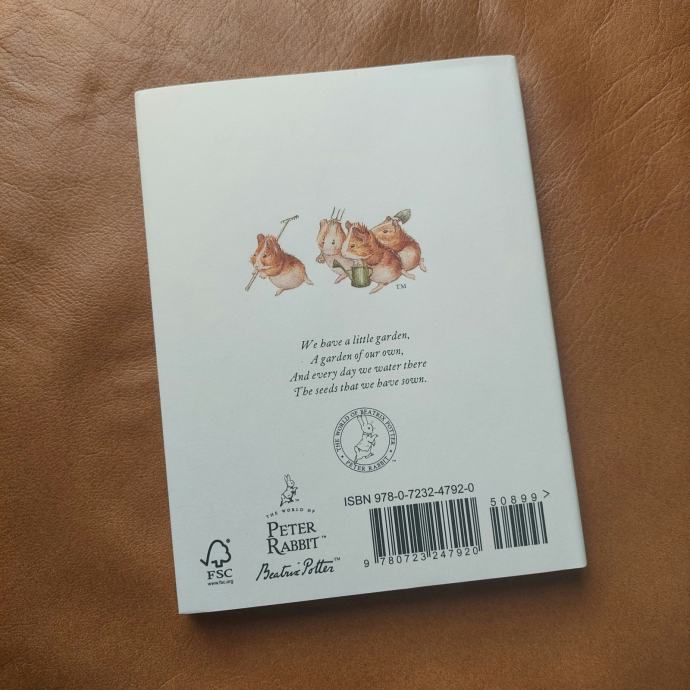 TM
We have a little garden,
A garden of our own,
And every day we water there
The seeds that we have sown.
THE WORLD OF BEATRIX POTTER
• PETER RABBIT •
TM
THE WORLD OF
PETER
RABBIT™
Beatrix Potter™
FSC
www.fsc.org
ISBN 978-0-7232-4792-0
50899>
9 780723 247920